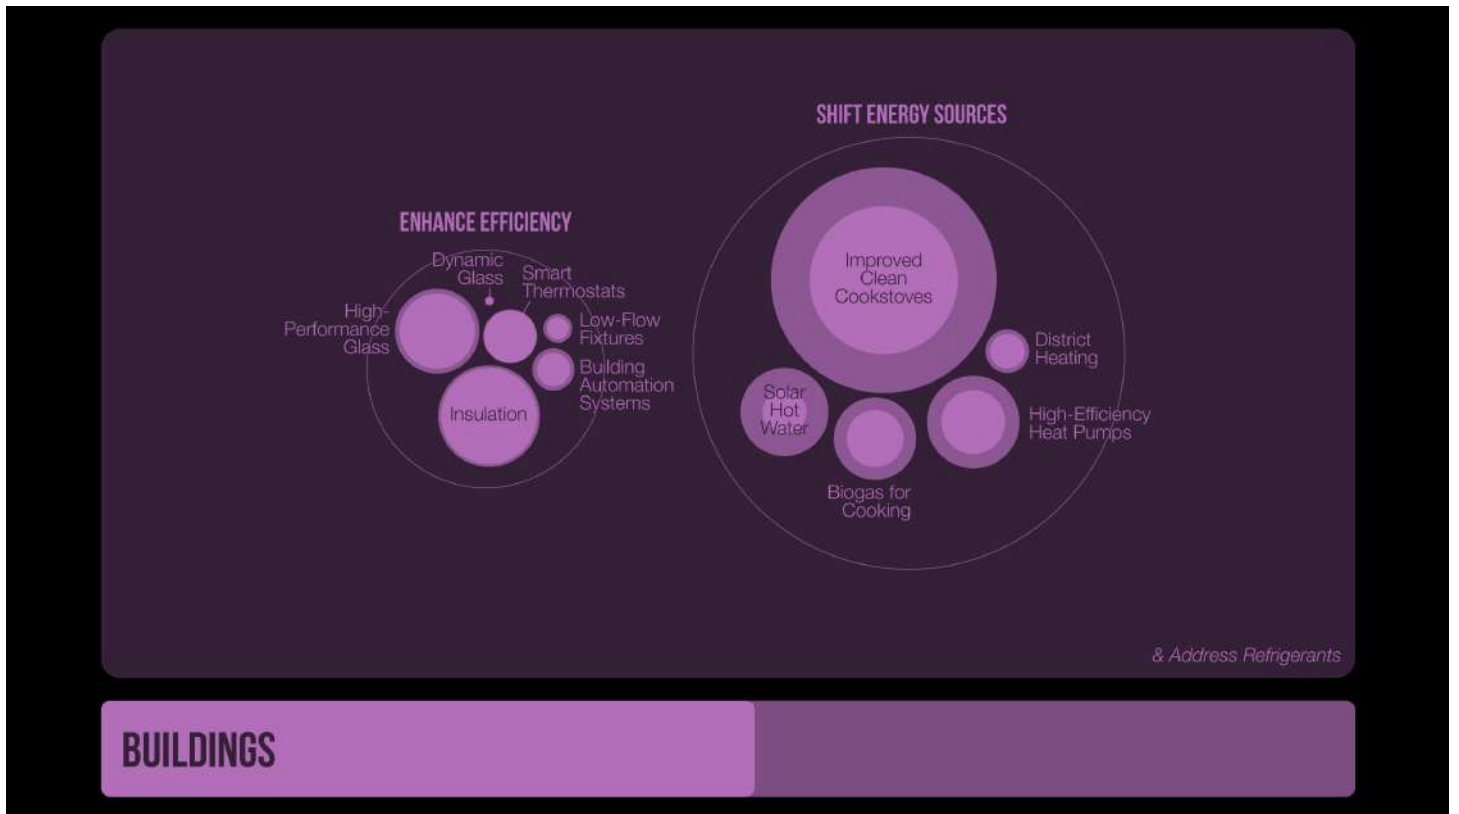 SHIFT ENERGY SOURCES
ENHANCE EFFICIENCY
Dynamic
Glass
Smart
Thermostats
High-
Performance
Glass
Low-Flow
Fixtures
Building
Automation
Systems
Insulation
Improved
Clean
Cookstoves
District
Heating
Solar
Hot
Water
High-Efficiency
Heat Pumps
Biogas for
Cooking
& Address Refrigerants
BUILDINGS